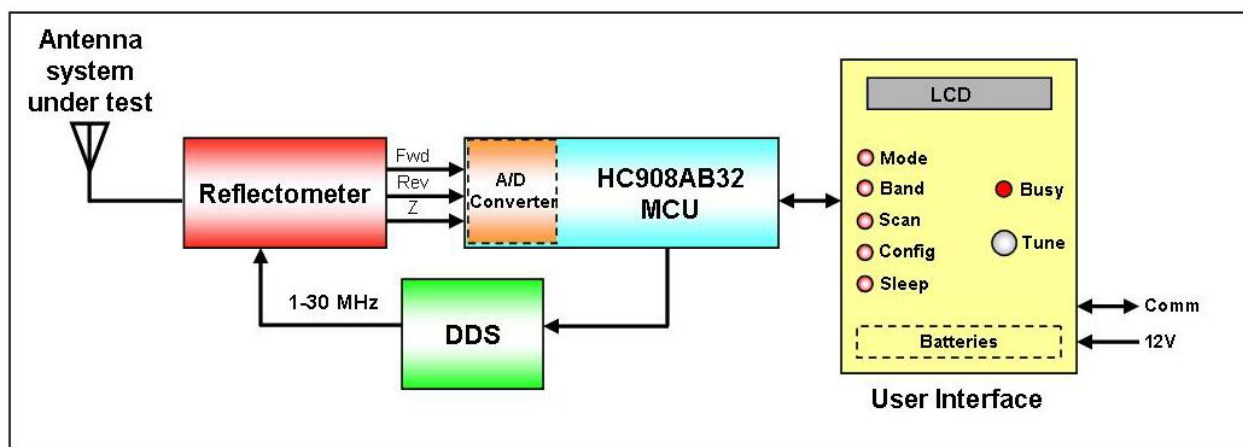 Antenna
system
under test
Reflectometer
Fwd
Rev
Z
A/D
Converter
HC908AB32
MCU
1-30 MHz
DDS
LCD
Mode
Band
Scan
Config
Sleep
Busy
Tune
Batteries
Comm
12V
User Interface